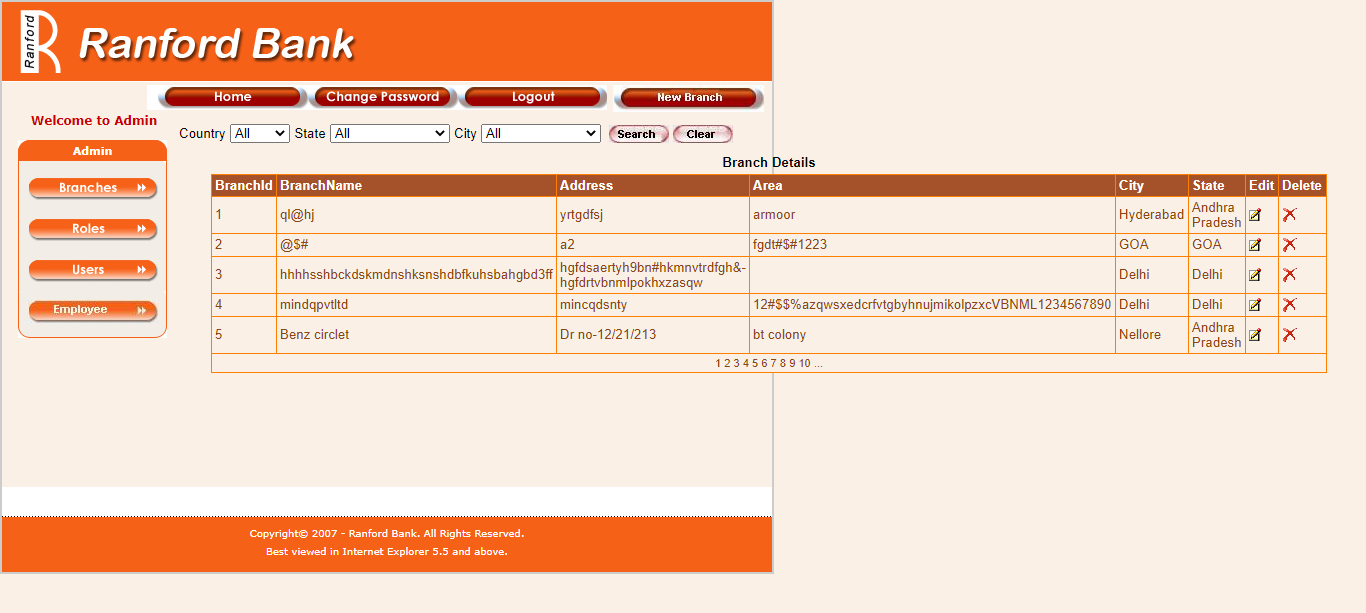 Ranford
Ranford Bank
Home Change Password Logout New Branch
Welcome to Admin
Country All State All City All Search Clear
Admin
Branches
Roles
Users
Employee
Branch Details
BranchId BranchName Address Area City State Edit Delete
1 ql@hj yrtgdfsj armoor Hyderabad Andhra
Pradesh
2 @$# a2 fgdt#$#1223 GOA GOA
3 hhhhsshbckdskmdnshksnshdbfkuhsbahgbd3ff hgfdsaertyh9bn#hkmnvtrdfgh&-
hgfdrtvbnmlpokhxzasqw Delhi Delhi
4 mindqpvtltd mincqdsnty 12#$$%azqwsxedcrfvtgbyhnujmikolpzxcVBNML1234567890 Delhi Delhi
5 Benz circlet Dr no-12/21/213 bt colony Nellore Andhra
Pradesh
1 2 3 4 5 6 7 8 9 10 ...
Copyright© 2007 - Ranford Bank. All Rights Reserved.
Best viewed in Internet Explorer 5.5 and above.